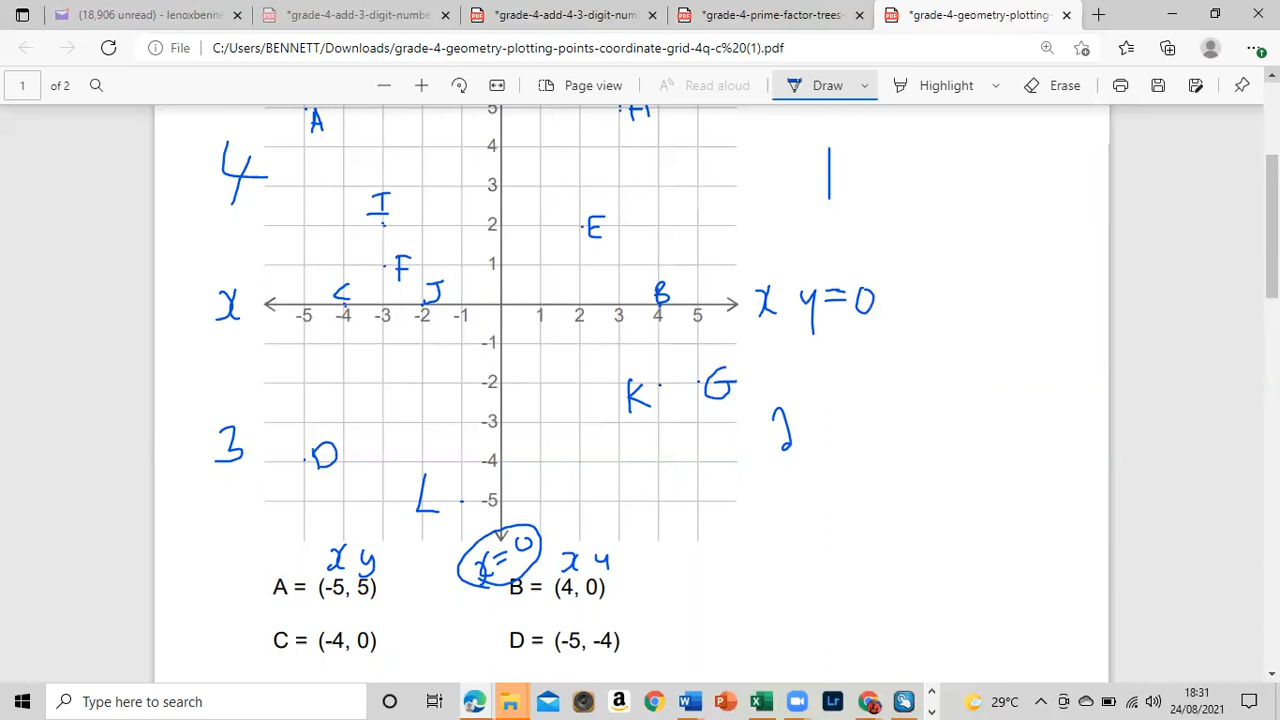 (18,906 unread) - lenoxbenne
*grade-4-add-3-digit-numbe
*grade-4-add-4-3-digit-num
*grade-4-prime-factor-trees-
*grade-4-geometry-plotting-
File C:/Users/BENNETT/Downloads/grade-4-geometry-plotting-points-coordinate-grid-4q-c%20(1).pdf
1 of 2 Page view Read aloud Draw Highlight Erase
5
A H
4 4 1
3
I
2 E
1
F
C J B
x x y=0
-5 -4 -3 -2 -1 1 2 3 4 5
-1
-2 K G
-3
3 D -4 2
L -5
x y x=0 x y
A = (-5, 5) B = (4, 0)
C = (-4, 0) D = (-5, -4)
Type here to search
29°C
18:31
24/08/2021